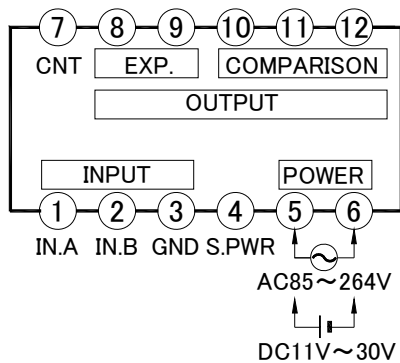 7 8 9 10 11 12
CNT EXP. COMPARISON
OUTPUT
INPUT POWER
1 2 3 4 5 6
IN.A IN.B GND S.PWR
AC85～264V
DC11V～30V